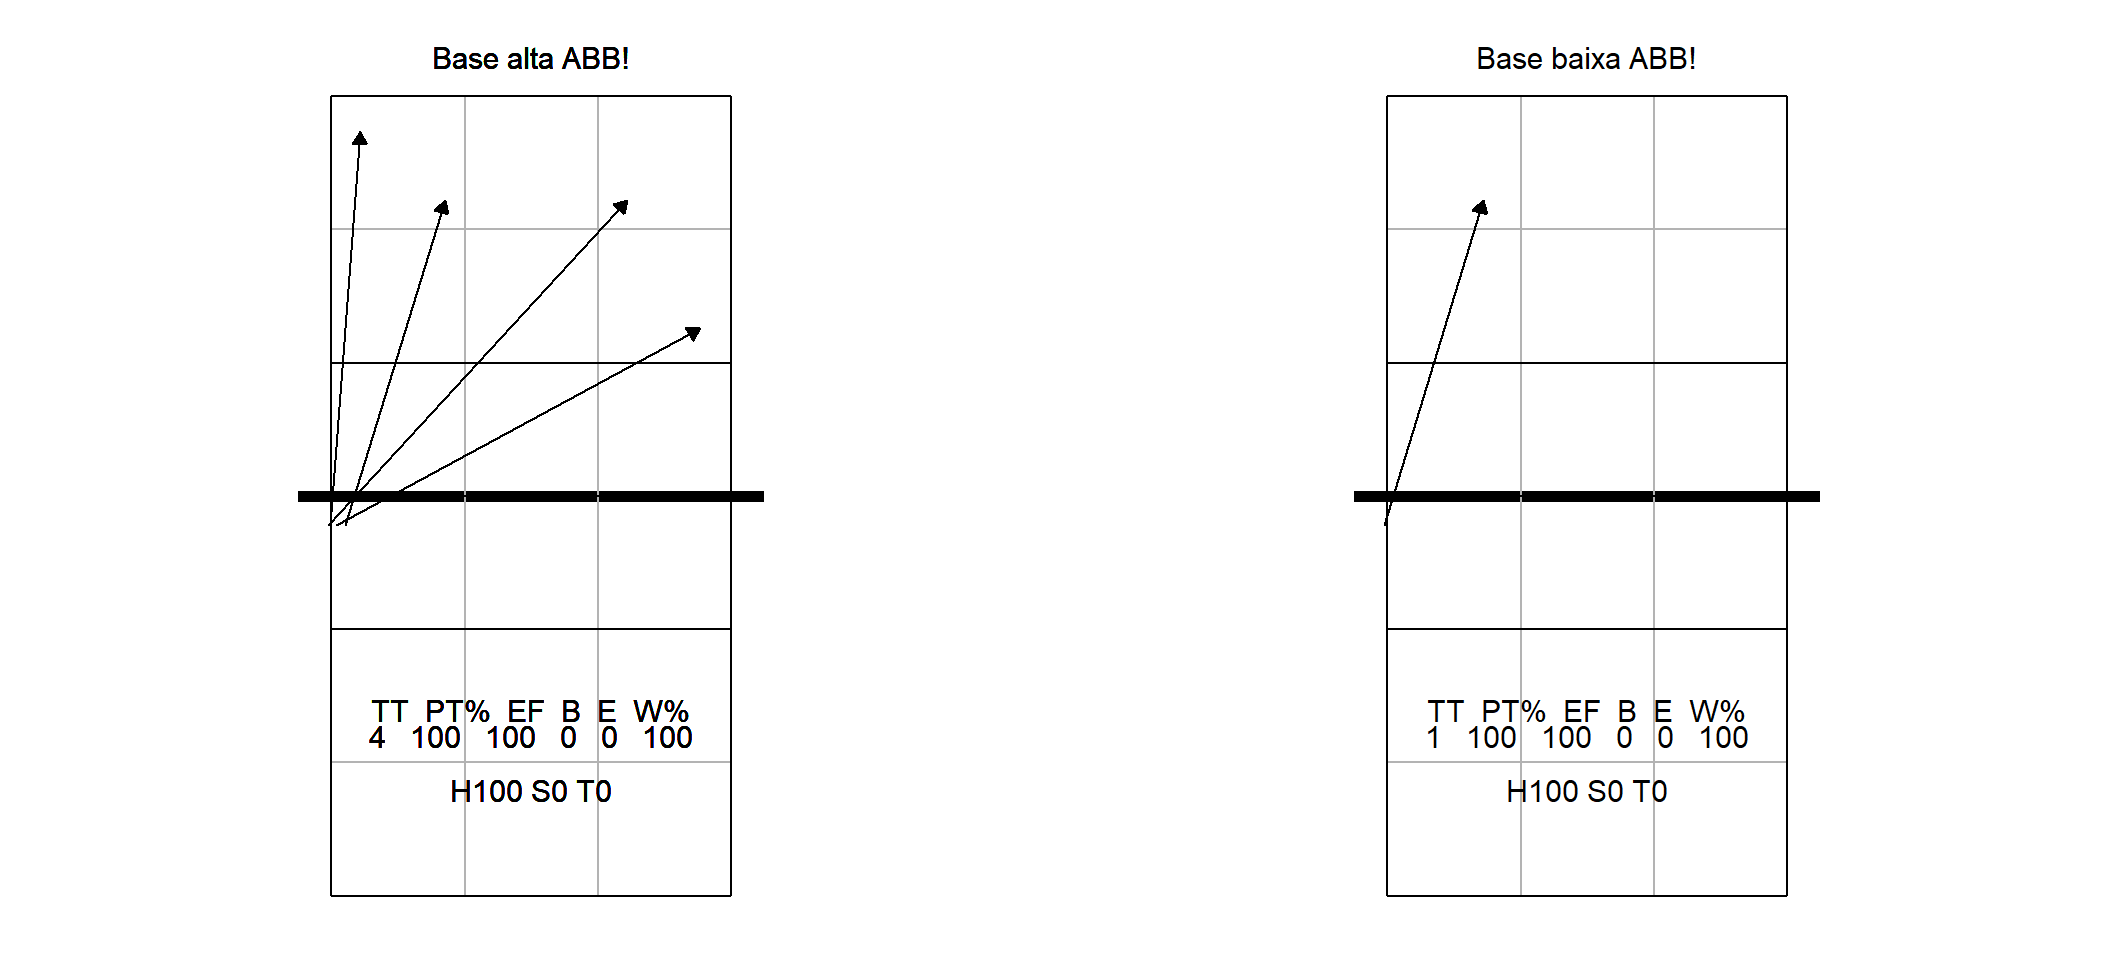 Base alta ABB!
TT PT% EF B E W%
4 100 100 0 0 100
H100 S0 T0
Base baixa ABB!
TT PT% EF B E W%
1 100 100 0 0 100
H100 S0 T0